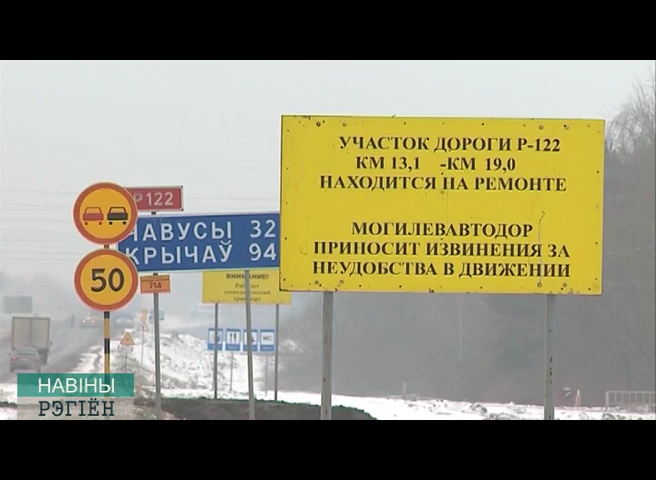 УЧАСТОК ДОРОГИ Р-122
КМ 13,1 -КМ 19,0
НАХОДИТСЯ НА РЕМОНТЕ
МОГИЛЕВАВТОДОР
ПРИНОСИТ ИЗВИНЕНИЯ ЗА
НЕУДОБСТВА В ДВИЖЕНИИ
Р122
ЧАВУСЫ 32
КРЫЧАЎ 94
50
714
ВНИМАНИЕ!
НАВІНЫ
РЭГІЁН